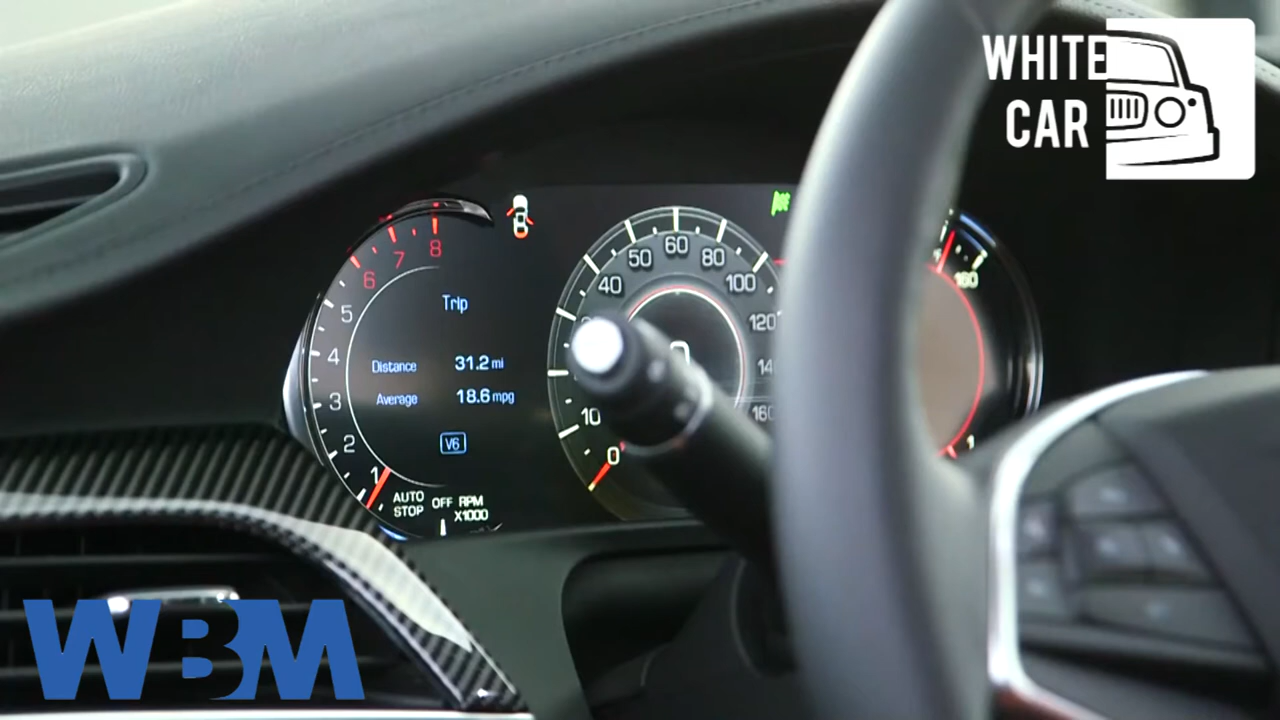 WHITE
CAR
8
7
6
5
4
3
2
1
Trip
Distance 31.2 mi
Average 18.6 mpg
V6
AUTO STOP
OFF
RPM X1000
60
50
80
40
100
120
160
10
0
160
WBM